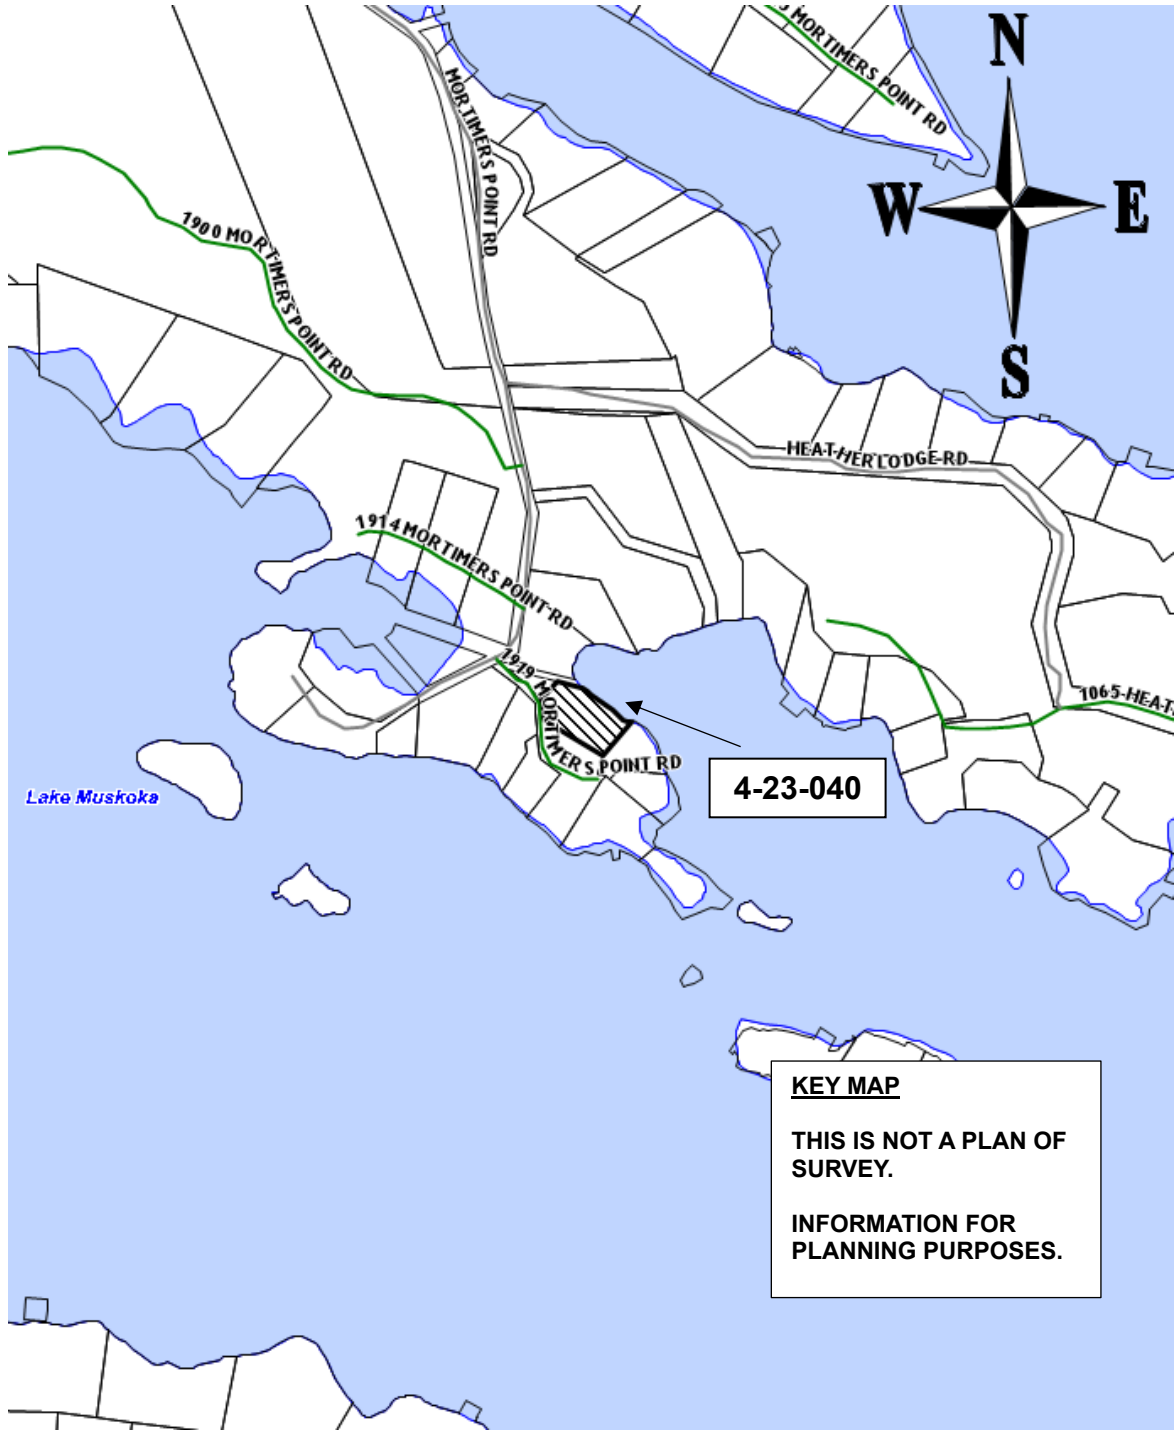 MORTIMERS POINT RD
N
W
E
S
MORTIMERS POINT RD
1900 MORTIMERS POINT RD
HEATHER LODGE RD
1914 MORTIMERS POINT RD
1919 MORTIMERS POINT RD
1065 HEAT
4-23-040
Lake Muskoka
KEY MAP
THIS IS NOT A PLAN OF
SURVEY.
INFORMATION FOR
PLANNING PURPOSES.